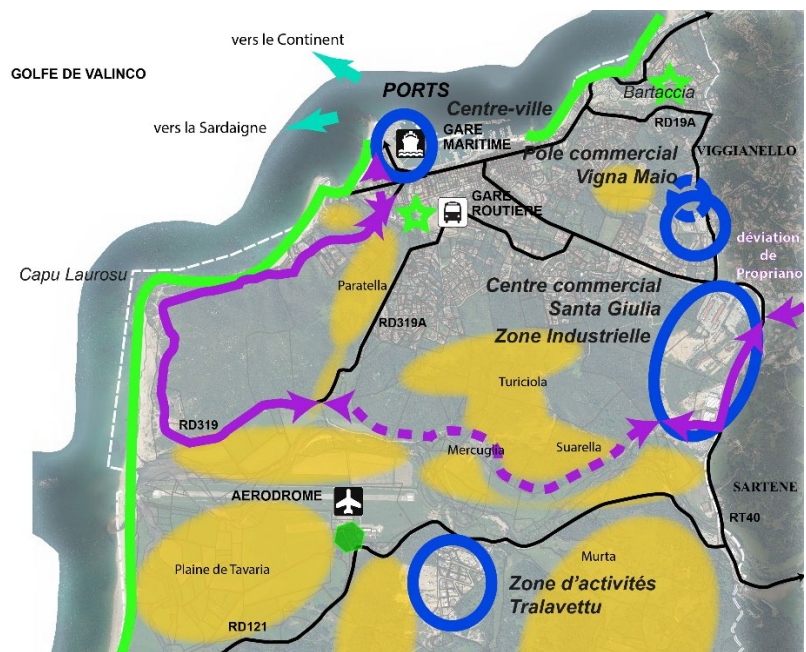 vers le Continent
GOLFE DE VALINCO
PORTS
Centre-ville
Bartaccia
vers la Sardaigne
GARE
MARITIME
RD19A
Pole commercial
Vigna Maio
VIGGIANELLO
GARE
ROUTIÈRE
déviation
de
Propriano
Capu Laurosu
Paratella
Centre commercial
Santa Giulia
Zone Industrielle
RD319A
Turiciola
RD319
Mercuglia
Suarella
AERODROME
SARTENE
RT40
Plaine de Tavaria
Murta
Zone d'activités
Tralavettu
RD121